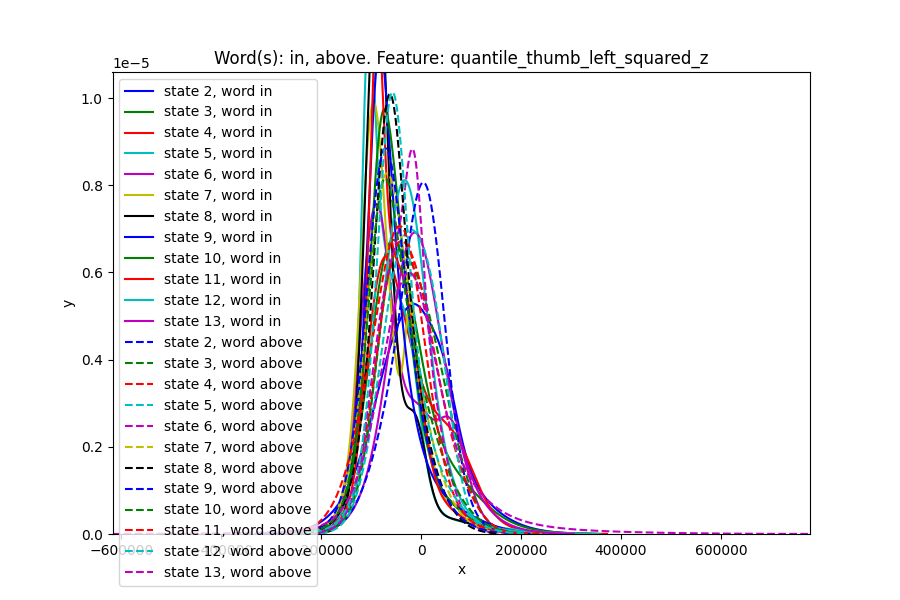 Word(s): in, above. Feature: quantile_thumb_left_squared_z
1e−5
1.0
0.8
0.6
0.4
0.2
0.0
y
state 2, word in
state 3, word in
state 4, word in
state 5, word in
state 6, word in
state 7, word in
state 8, word in
state 9, word in
state 10, word in
state 11, word in
state 12, word in
state 13, word in
state 2, word above
state 3, word above
state 4, word above
state 5, word above
state 6, word above
state 7, word above
state 8, word above
state 9, word above
state 10, word above
state 11, word above
state 12, word above
state 13, word above
−600000 −400000 −200000 0 200000 400000 600000
x